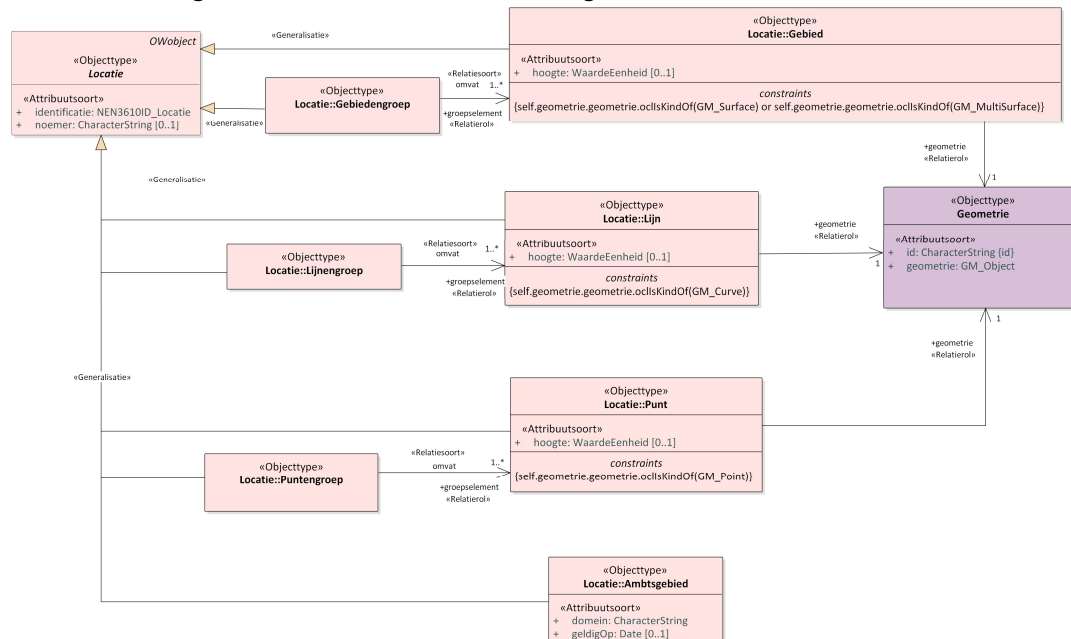 OWobject
«Objecttype»
Locatie
«Attribuutsoort»
+ identificatie: NEN3610ID_Locatie
+ noemer: CharacterString [0..1]
«Generalisatie»
«Objecttype»
Locatie::Gebied
«Attribuutsoort»
+ hoogte: WaardeEenheid [0..1]
constraints
{self.geometrie.geometrie.oclIsKindOf(GM_Surface) or self.geometrie.geometrie.oclIsKindOf(GM_MultiSurface)}
«Objecttype»
Locatie::Gebiedengroep
«Generalisatie»
«Relatiesoort»
omvat 1..*
+groepselement
«Relatierol»
+geometrie
«Relatierol»
1
«Generalisatie»
«Objecttype»
Locatie::Lijn
«Attribuutsoort»
+ hoogte: WaardeEenheid [0..1]
constraints
{self.geometrie.geometrie.oclIsKindOf(GM_Curve)}
+geometrie
«Relatierol»
1
«Objecttype»
Geometrie
«Attribuutsoort»
+ id: CharacterString {id}
+ geometrie: GM_Object
«Objecttype»
Locatie::Lijnengroep
«Relatiesoort»
omvat 1..*
+groepselement
«Relatierol»
1
+geometrie
«Relatierol»
«Generalisatie»
«Objecttype»
Locatie::Punt
«Attribuutsoort»
+ hoogte: WaardeEenheid [0..1]
constraints
{self.geometrie.geometrie.oclIsKindOf(GM_Point)}
«Objecttype»
Locatie::Puntengroep
«Relatiesoort»
omvat 1..*
+groepselement
«Relatierol»
«Objecttype»
Locatie::Ambtsgebied
«Attribuutsoort»
+ domein: CharacterString
+ geldigOp: Date [0..1]